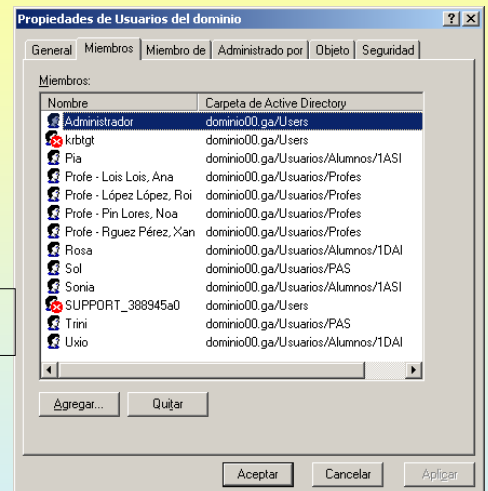 Propiedades de Usuarios del dominio
General Miembros Miembro de Administrado por Objeto Seguridad
Miembros:
Nombre Carpeta de Active Directory
Administrador dominio00.ga/Users
krbtgt dominio00.ga/Users
Pia dominio00.ga/Usuarios/Alumnos/1ASI
Profe - Lois Lois, Ana dominio00.ga/Usuarios/Profes
Profe - López López, Roi dominio00.ga/Usuarios/Profes
Profe - Pin Lores, Noa dominio00.ga/Usuarios/Profes
Profe - Rguez Pérez, Xan dominio00.ga/Usuarios/Profes
Rosa dominio00.ga/Usuarios/Alumnos/1DAI
Sol dominio00.ga/Usuarios/PAS
Sonia dominio00.ga/Usuarios/Alumnos/1ASI
SUPPORT_388945a0 dominio00.ga/Users
Trini dominio00.ga/Usuarios/PAS
Uxio dominio00.ga/Usuarios/Alumnos/1DAI
Agregar... Quitar
Aceptar Cancelar Aplicar